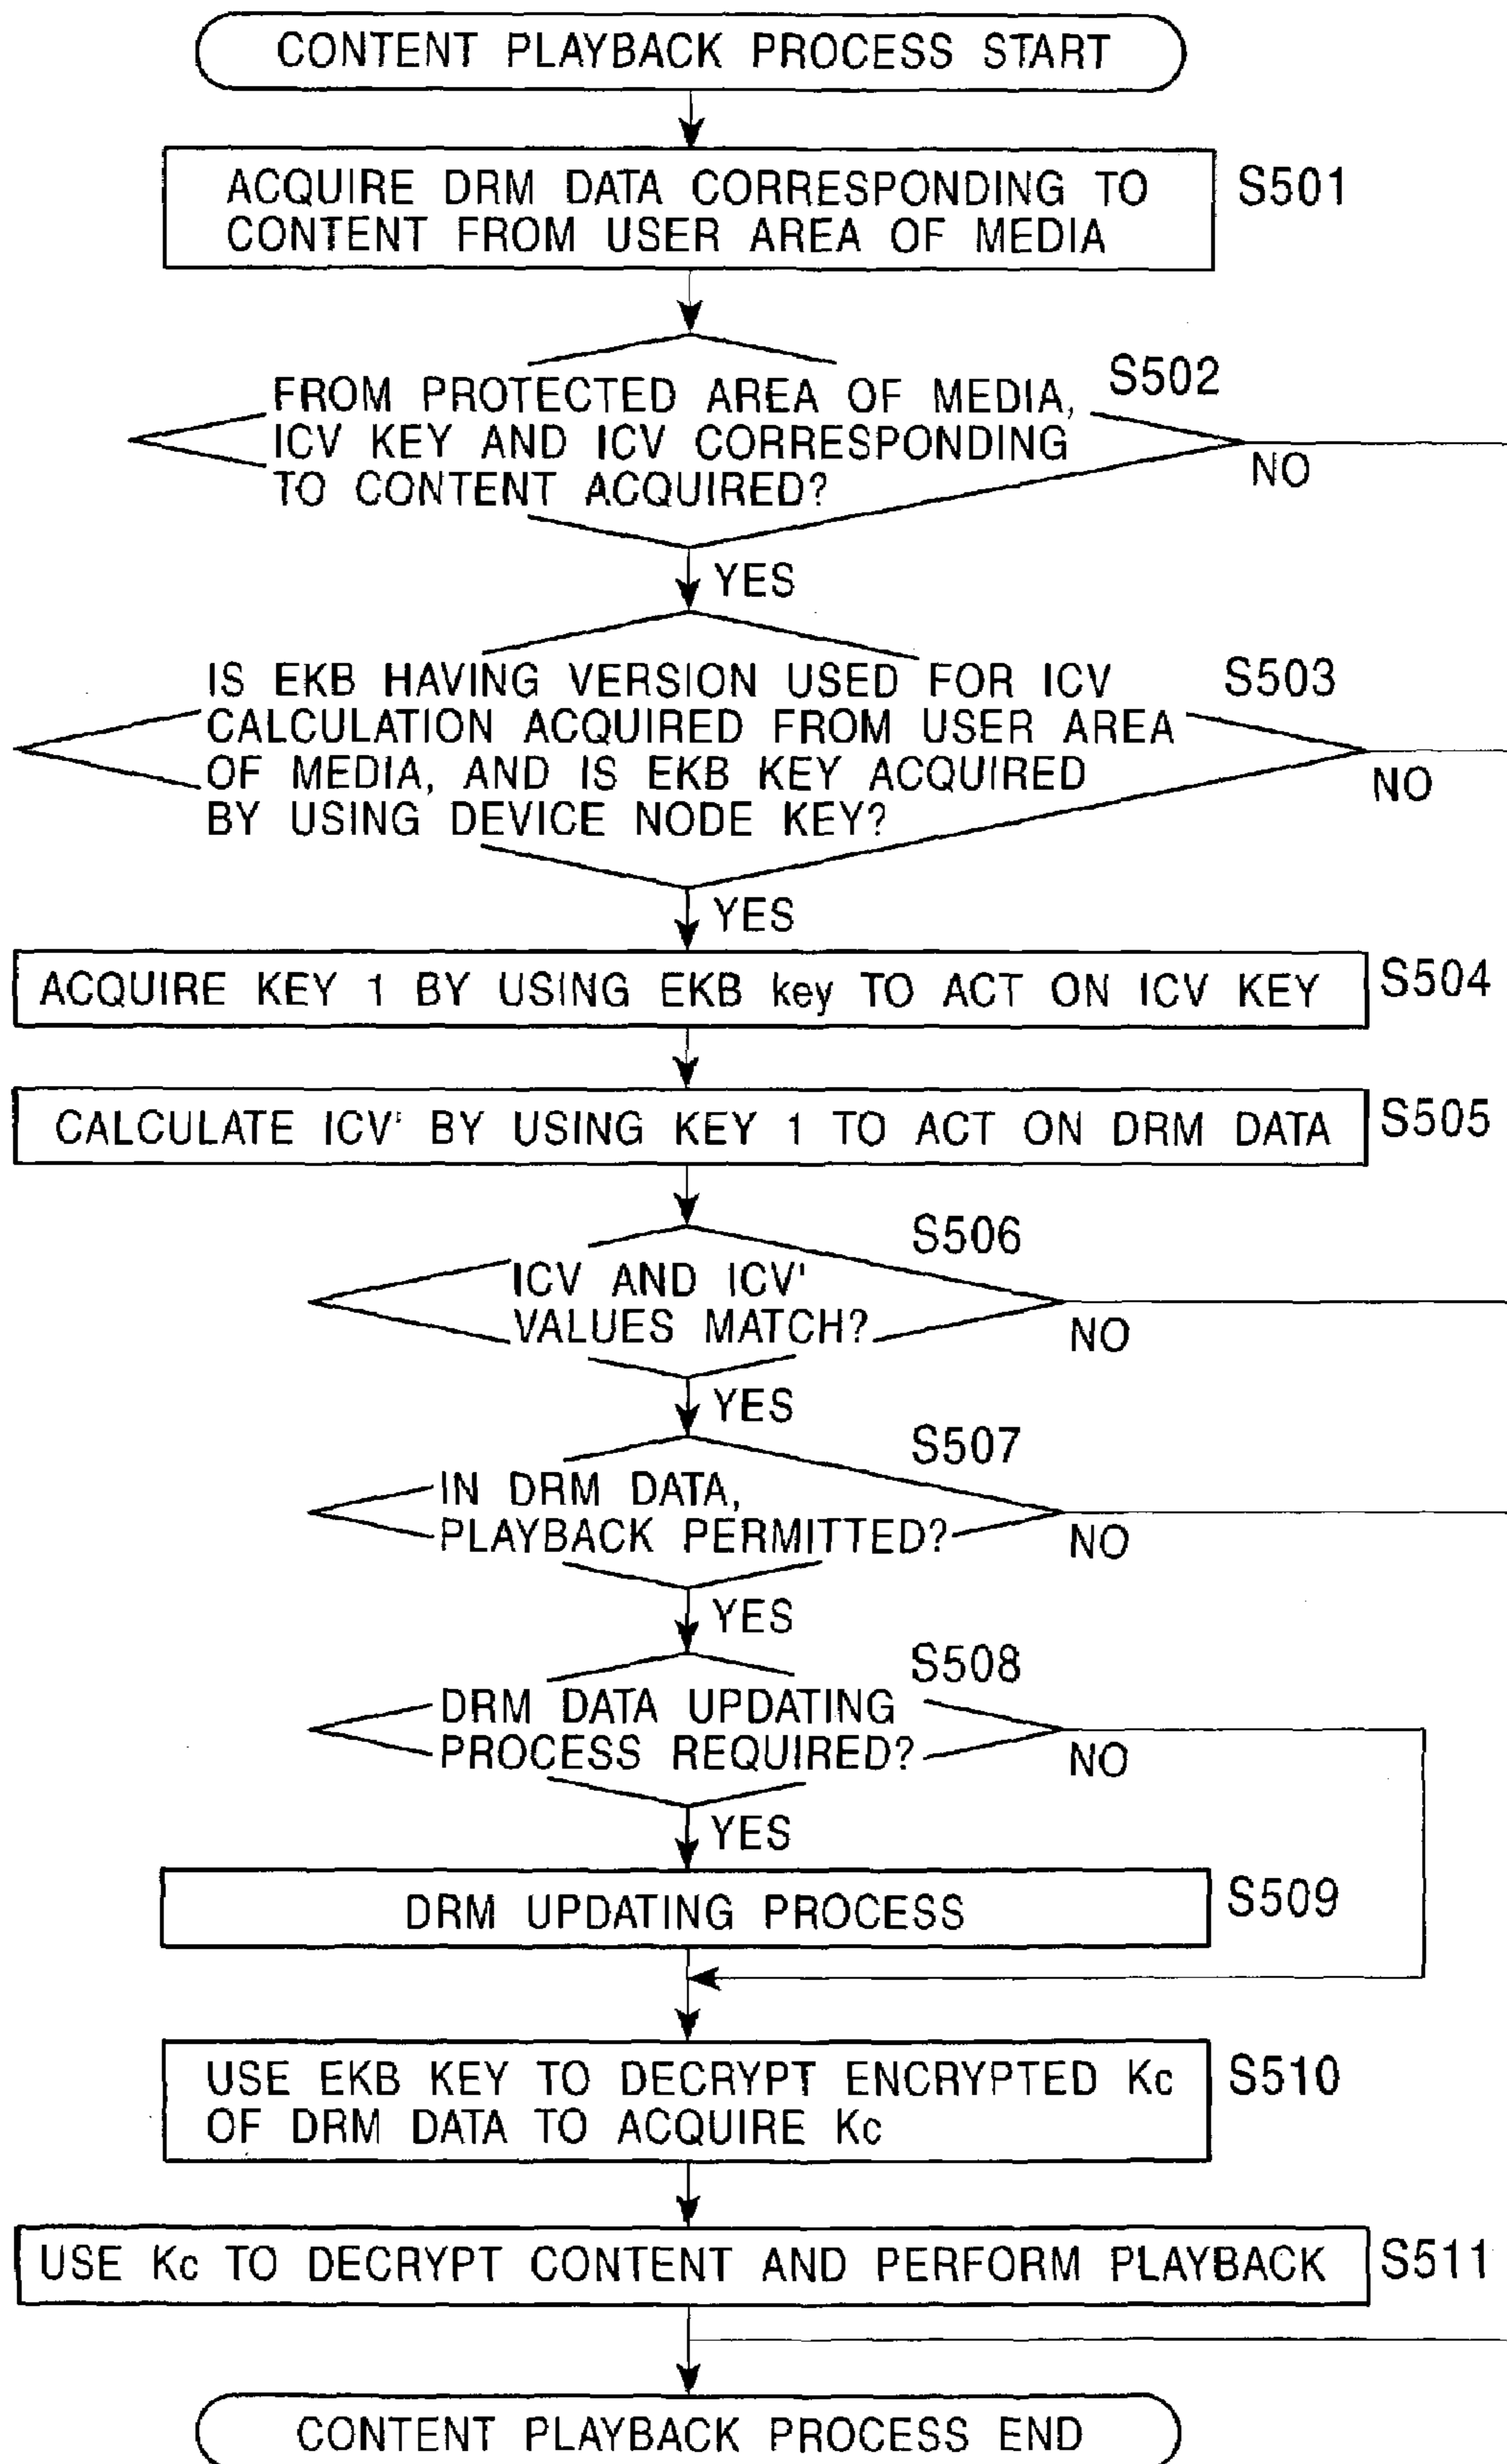 CONTENT PLAYBACK PROCESS START
ACQUIRE DRM DATA CORRESPONDING TO
CONTENT FROM USER AREA OF MEDIA
S501
FROM PROTECTED AREA OF MEDIA,
ICV KEY AND ICV CORRESPONDING
TO CONTENT ACQUIRED?
S502
NO
YES
IS EKB HAVING VERSION USED FOR ICV
CALCULATION ACQUIRED FROM USER AREA
OF MEDIA, AND IS EKB KEY ACQUIRED
BY USING DEVICE NODE KEY?
S503
NO
YES
ACQUIRE KEY 1 BY USING EKB key TO ACT ON ICV KEY
S504
CALCULATE ICV' BY USING KEY 1 TO ACT ON DRM DATA
S505
S506
ICV AND ICV'
VALUES MATCH?
NO
YES
S507
IN DRM DATA,
PLAYBACK PERMITTED?
NO
YES
S508
DRM DATA UPDATING
PROCESS REQUIRED?
NO
YES
DRM UPDATING PROCESS
S509
USE EKB KEY TO DECRYPT ENCRYPTED Kc
OF DRM DATA TO ACQUIRE Kc
S510
USE Kc TO DECRYPT CONTENT AND PERFORM PLAYBACK
S511
CONTENT PLAYBACK PROCESS END